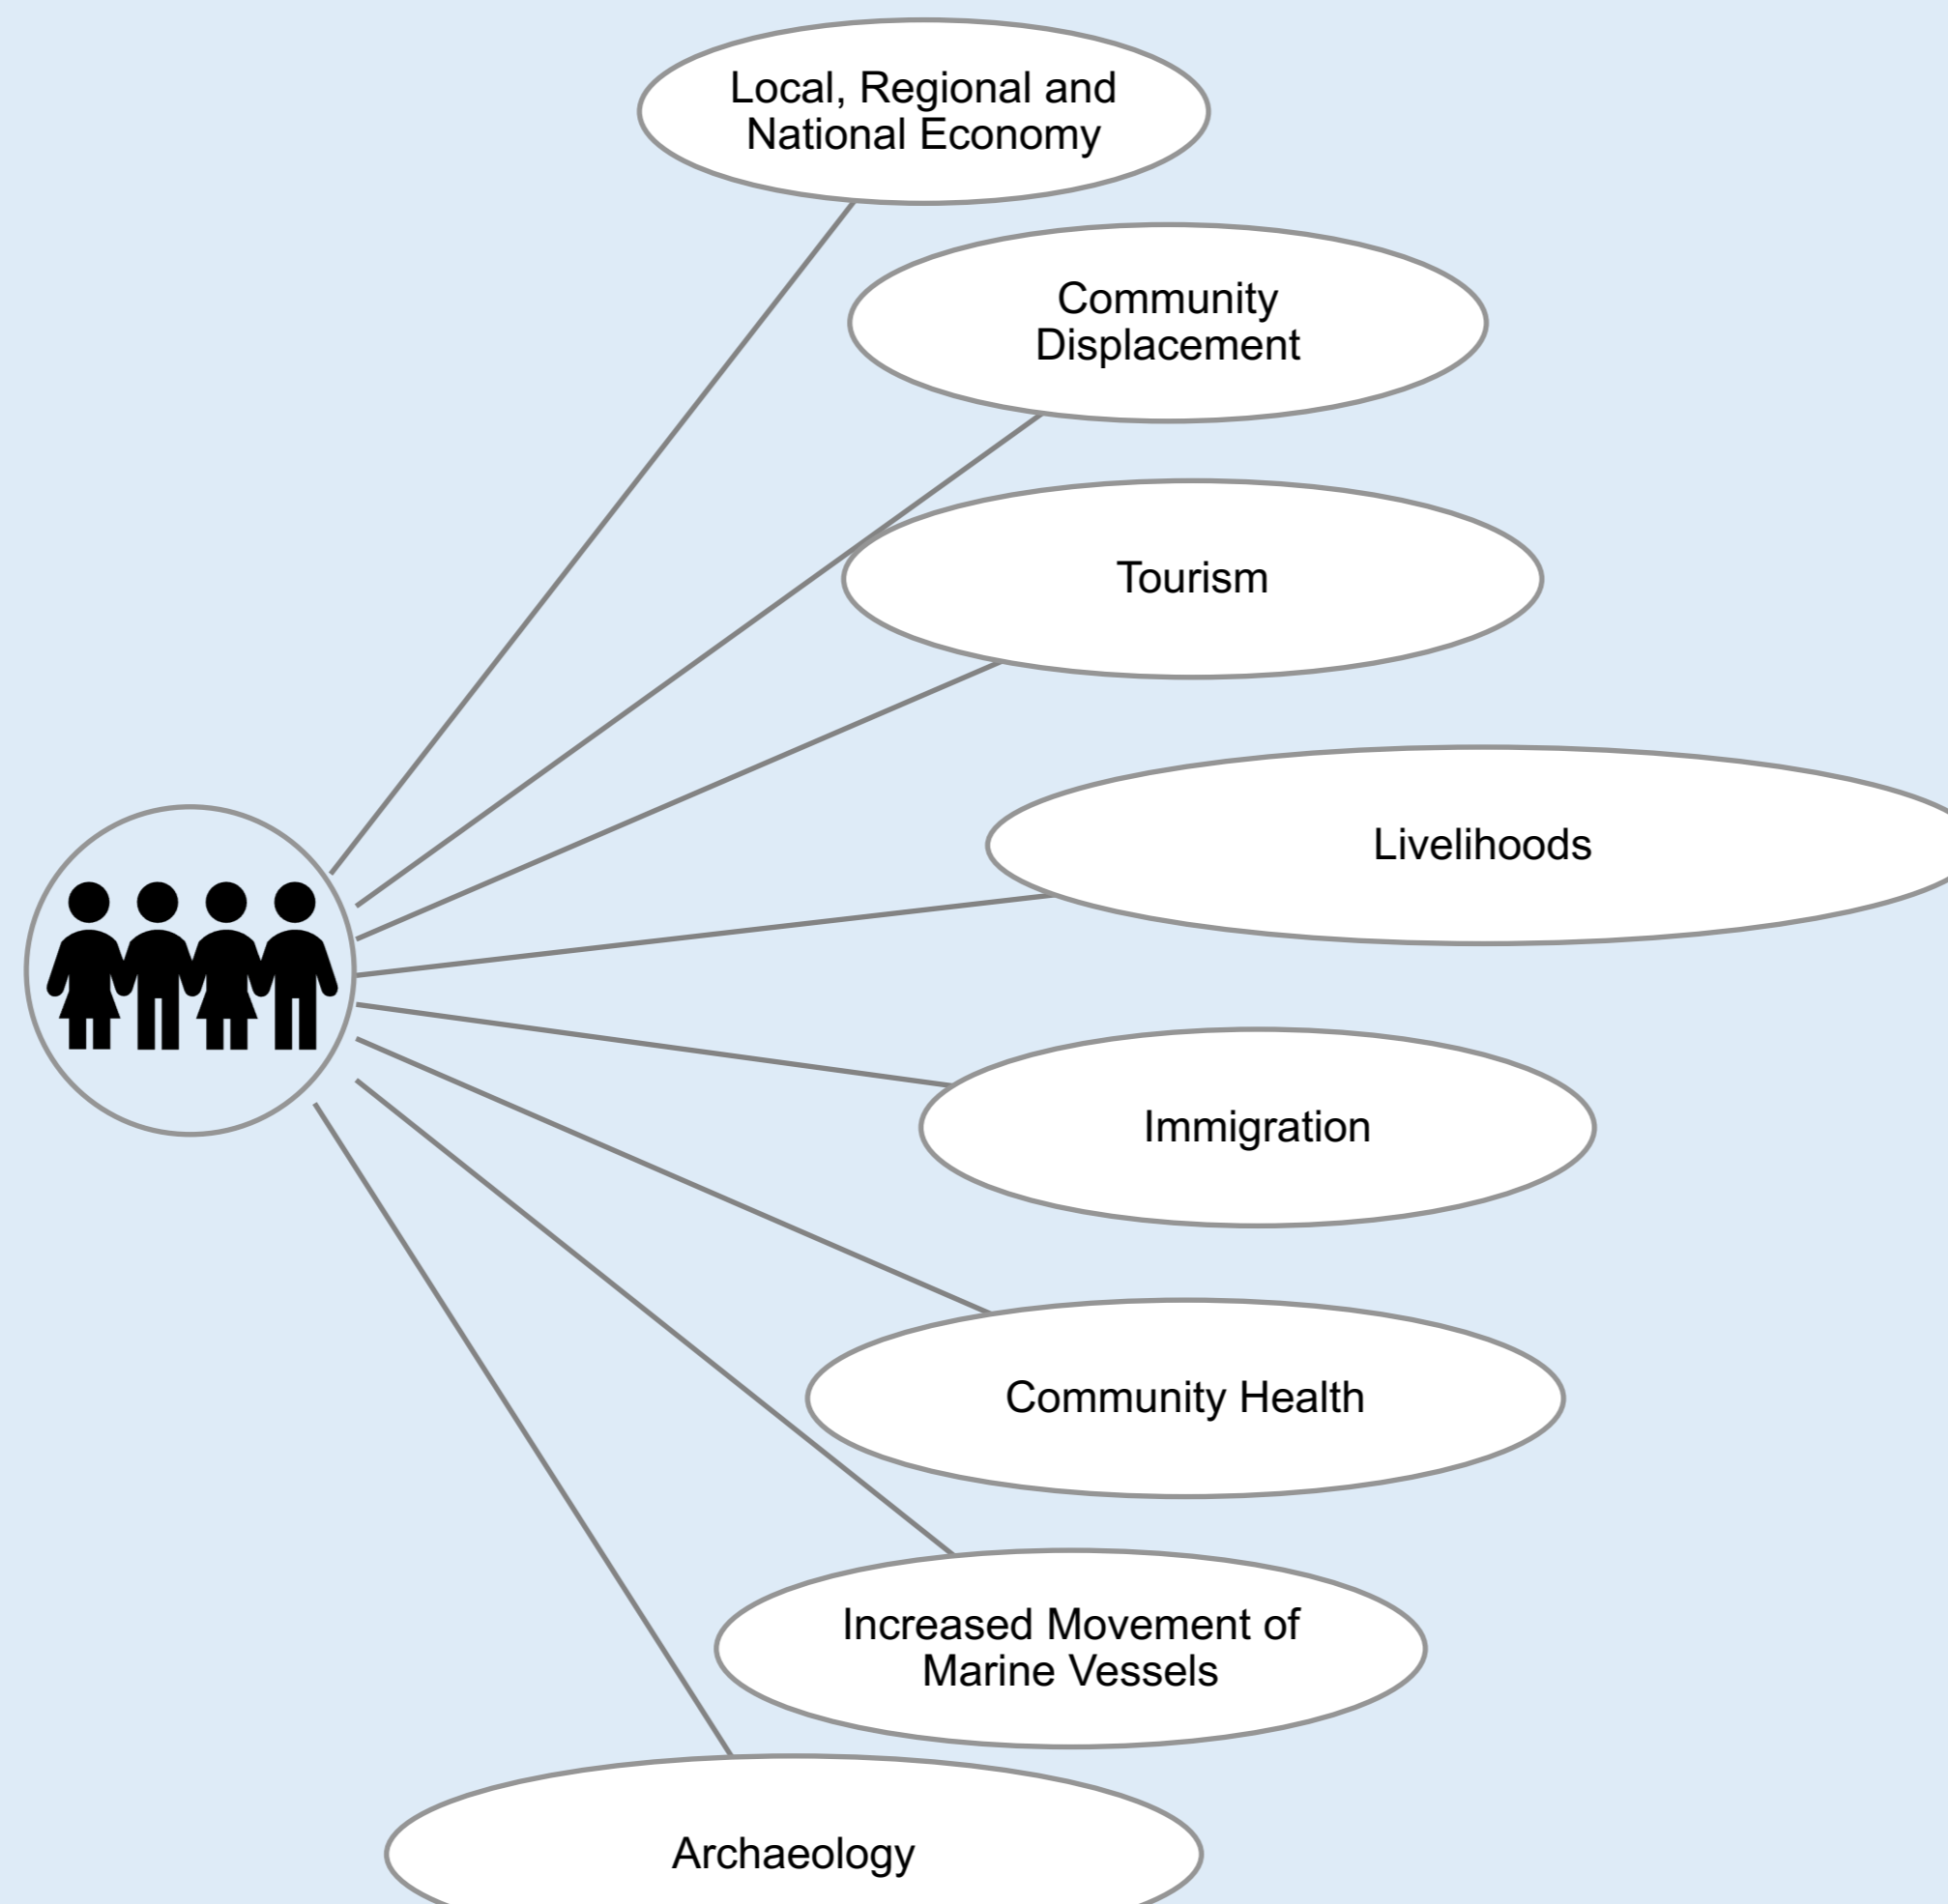 Local, Regional and
National Economy
Community
Displacement
Tourism
Livelihoods
Immigration
Community Health
Increased Movement of
Marine Vessels
Archaeology